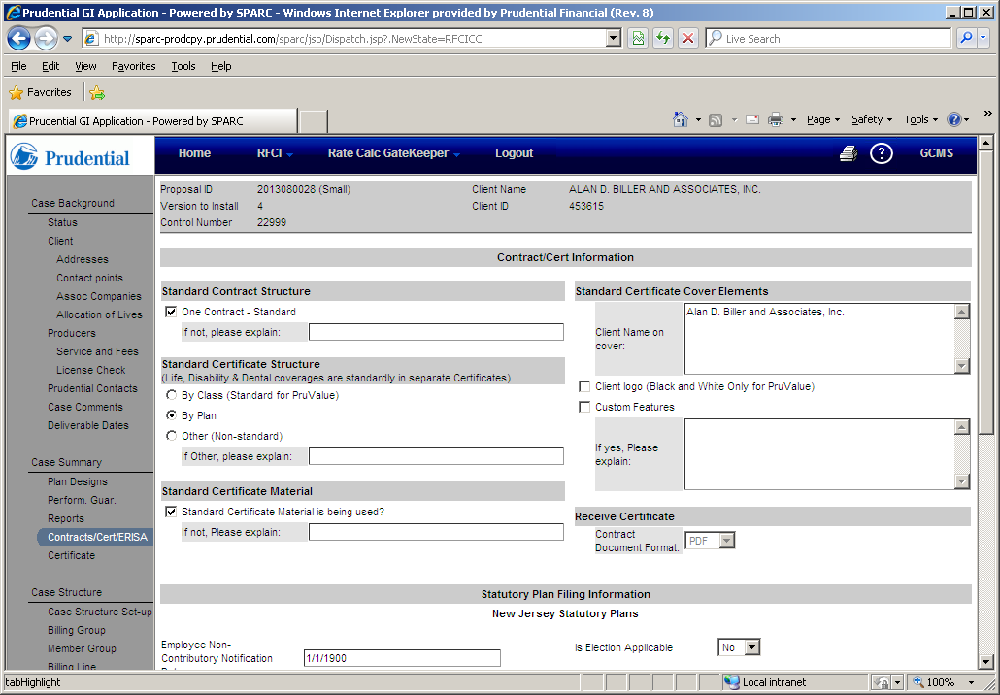 Prudential GI Application - Powered by SPARC - Windows Internet Explorer provided by Prudential Financial (Rev. 8)
http://sparc-prodcpy.prudential.com/sparc/jsp/Dispatch.jsp?.NewState=RFCICC
Live Search
File Edit View Favorites Tools Help
Favorites
Prudential GI Application - Powered by SPARC
Page Safety Tools
Prudential
Home RFCI Rate Calc GateKeeper Logout GCMS
Proposal ID 2013080028 (Small) Client Name ALAN D. BILLER AND ASSOCIATES, INC.
Version to Install 4 Client ID 453615
Control Number 22999
Case Background
Status
Client
Addresses
Contact points
Assoc Companies
Allocation of Lives
Producers
Service and Fees
License Check
Prudential Contacts
Case Comments
Deliverable Dates
Case Summary
Plan Designs
Perform. Guar.
Reports
Contracts/Cert/ERISA
Certificate
Case Structure
Case Structure Set-up
Billing Group
Member Group
Billing Line
Contract/Cert Information
Standard Contract Structure
One Contract - Standard
If not, please explain:
Standard Certificate Structure
(Life, Disability & Dental coverages are standardly in separate Certificates)
By Class (Standard for PruValue)
By Plan
Other (Non-standard)
If Other, please explain:
Standard Certificate Material
Standard Certificate Material is being used?
If not, Please explain:
Standard Certificate Cover Elements
Client Name on
cover:
Alan D. Biller and Associates, Inc.
Client logo (Black and White Only for PruValue)
Custom Features
If yes, Please
explain:
Receive Certificate
Contract
Document Format:
PDF
Statutory Plan Filing Information
New Jersey Statutory Plans
Employee Non-
Contributory Notification
1/1/1900
Is Election Applicable No
tabHighlight
Local intranet
100%